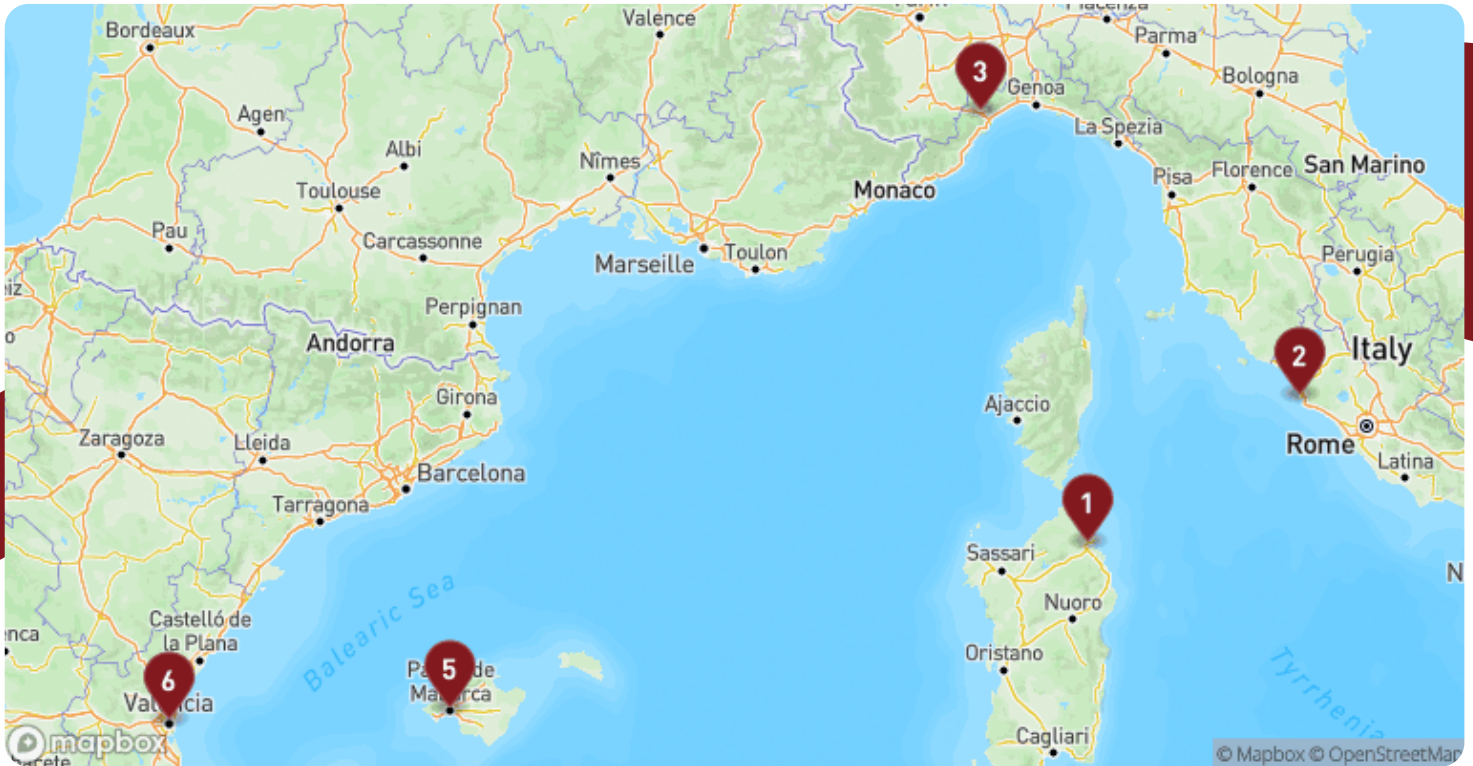 Bordeaux
Valence
Parma
3
Genoa
Bologna
Agen
La Spezia
Albi
Nîmes
San Marino
Toulouse
Monaco
Pisa
Florence
Pau
Carcassonne
Marseille
Toulon
Perugia
Perpignan
Andorra
2
Italy
Girona
Ajaccio
Zaragoza
Lleida
Rome
Barcelona
Latina
Tarragona
1
Sassari
Balearic Sea
Nuoro
Castelló de
la Plana
Oristano
5
6
Tyrrhenia
Cagliari
mapbox
© Mapbox © OpenStreetMap